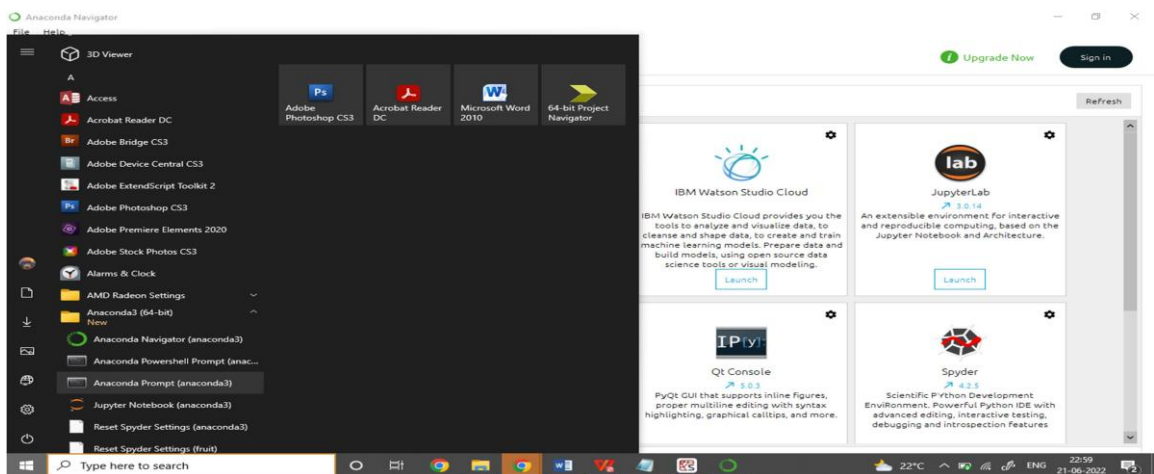 Anaconda Navigator
File Help
3D Viewer
A
Access
Acrobat Reader DC
Adobe Bridge CS3
Adobe Device Central CS3
Adobe ExtendScript Toolkit 2
Adobe Photoshop CS3
Adobe Premiere Elements 2020
Adobe Stock Photos CS3
Alarms & Clock
AMD Radeon Settings
Anaconda3 (64-bit)
New
Anaconda Navigator (anaconda3)
Anaconda Powershell Prompt (anac...
Anaconda Prompt (anaconda3)
Jupyter Notebook (anaconda3)
Reset Spyder Settings (anaconda3)
Reset Spyder Settings (fruit)
Ps
Adobe
Photoshop CS3
Acrobat Reader
DC
Microsoft Word
2010
64-bit Project
Navigator
Upgrade Now
Sign in
Refresh
IBM Watson Studio Cloud
IBM Watson Studio Cloud provides you the
tools to analyze and visualize data, to
cleanse and shape data, to create and train
machine learning models. Prepare data and
build models, using open source data
science tools or visual modeling.
Launch
lab
JupyterLab
3.0.14
An extensible environment for interactive
and reproducible computing, based on the
Jupyter Notebook and Architecture.
Launch
IP[y]:
Qt Console
5.0.3
PyQt GUI that supports inline figures,
proper multiline editing with syntax
highlighting, graphical calltips, and more.
Spyder
4.2.5
Scientific PYthon Development
EnviRonment. Powerful Python IDE with
advanced editing, interactive testing,
debugging and introspection features
Type here to search
22°C
ENG
22:59
21-06-2022